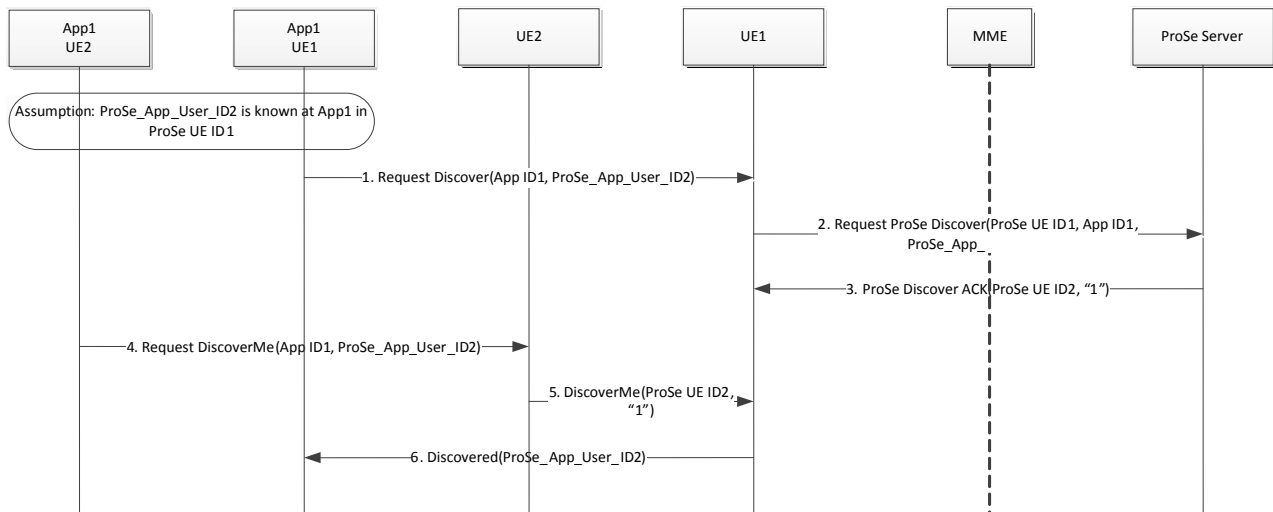 App1
UE2
App1
UE1
UE2
UE1
MME
ProSe Server
Assumption: ProSe_App_User_ID2 is known at App1 in
ProSe UE ID1
1. Request Discover(App ID1, ProSe_App_User_ID2)
2. Request ProSe Discover(ProSe UE ID1, App ID1,
ProSe_App_
3. ProSe Discover ACK(ProSe UE ID2, “1”)
4. Request DiscoverMe(App ID1, ProSe_App_User_ID2)
5. DiscoverMe(ProSe UE ID2,
“1”)
6. Discovered(ProSe_App_User_ID2)